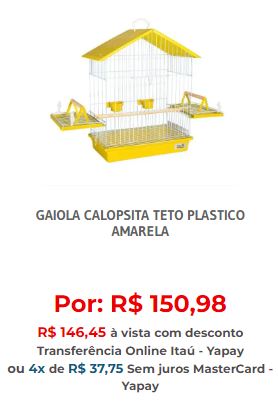 GAIOLA CALOPSITA TETO PLASTICO
AMARELA
Por: R$ 150,98
R$ 146,45 à vista com desconto
Transferência Online Itaú - Yapay
ou 4x de R$ 37,75 Sem juros MasterCard -
Yapay